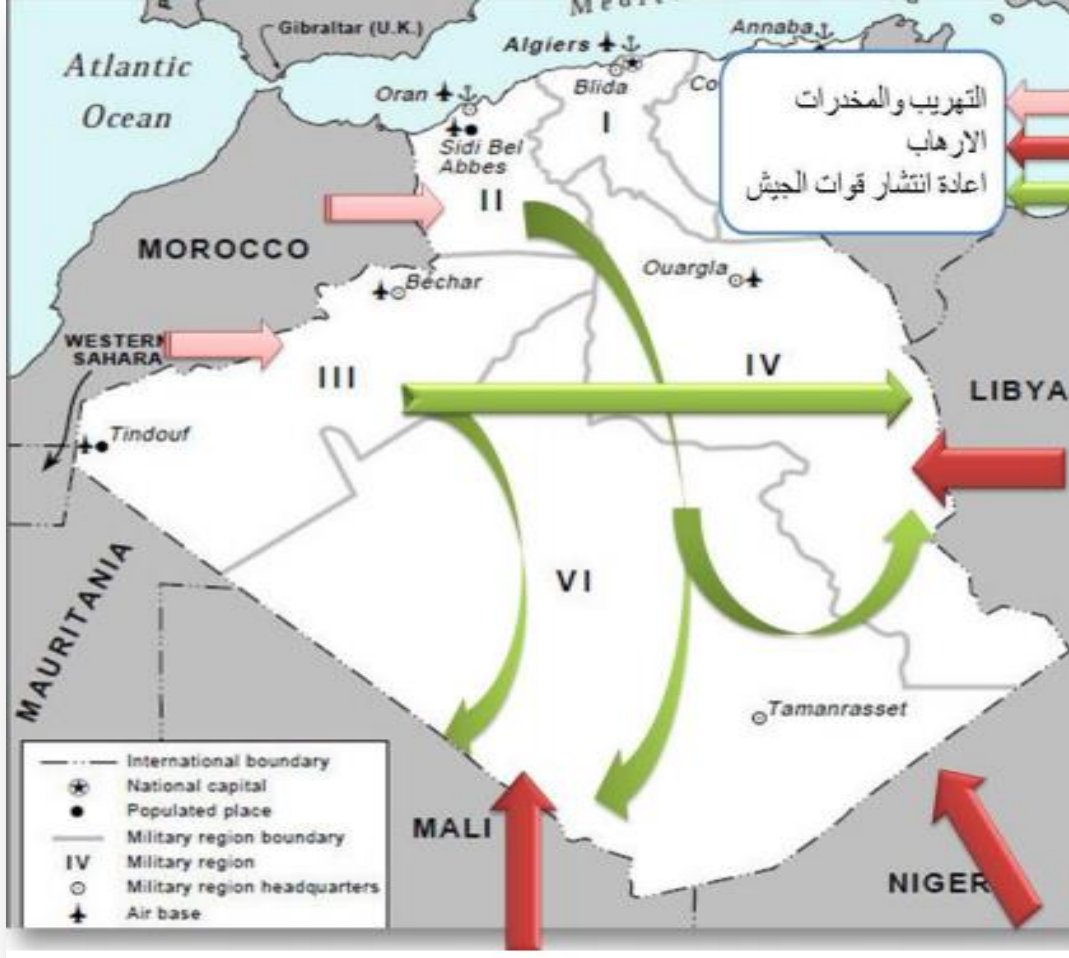 Gibraltar (U.K.)
Atlantic
Ocean
Algiers
Annaba
Oran
Blida
Sidi Bel
Abbes
I
II
التهريب والمخدرات
الارهاب
اعادة انتشار قوات الجيش
MOROCCO
Ouargla
Béchar
WESTERN
SAHARA
III
IV
LIBYA
Tindouf
VI
MAURITANIA
Tamanrasset
MALI
NIGER
International boundary
National capital
Populated place
Military region boundary
IV Military region
Military region headquarters
Air base